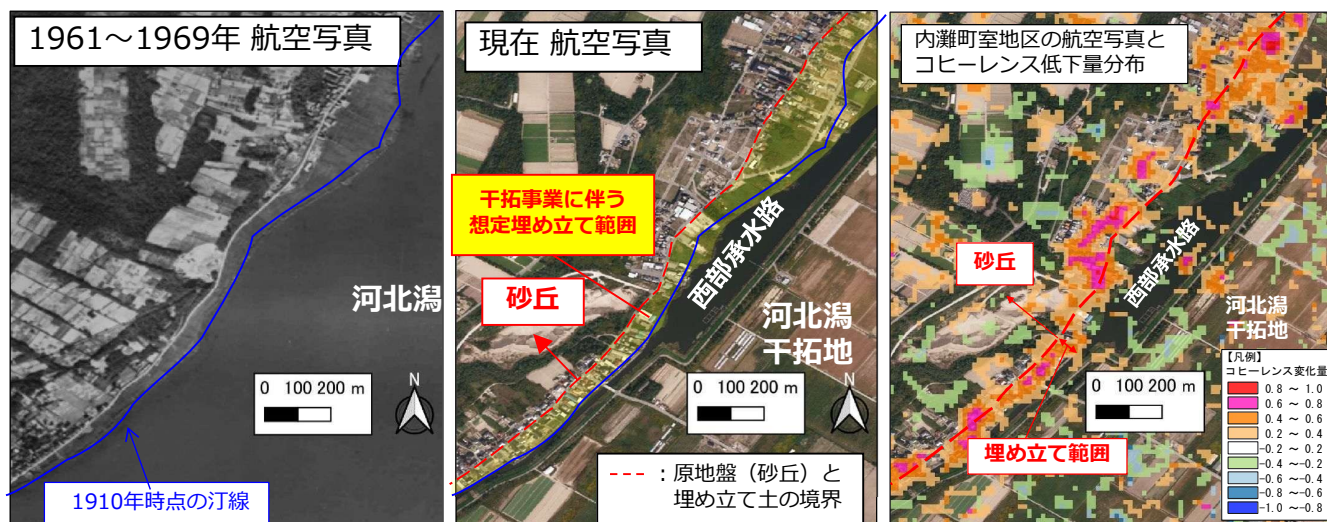 1961～1969年 航空写真
河北潟
0 100 200 m
N
1910年時点の汀線
現在 航空写真
干拓事業に伴う
想定埋め立て範囲
西部承水路
砂丘
河北潟
干拓地
0 100 200 m
N
：原地盤（砂丘）と
埋め立て土の境界
内灘町室地区の航空写真と
コヒーレンス低下量分布
砂丘
西部承水路
河北潟
干拓地
0 100 200 m
埋め立て範囲
【凡例】
コヒーレンス変化量
0.8 ～ 1.0
0.6 ～ 0.8
0.4 ～ 0.6
0.2 ～ 0.4
-0.2 ～ 0.2
-0.4 ～ -0.2
-0.6 ～ -0.4
-0.8 ～ -0.6
-1.0 ～ -0.8